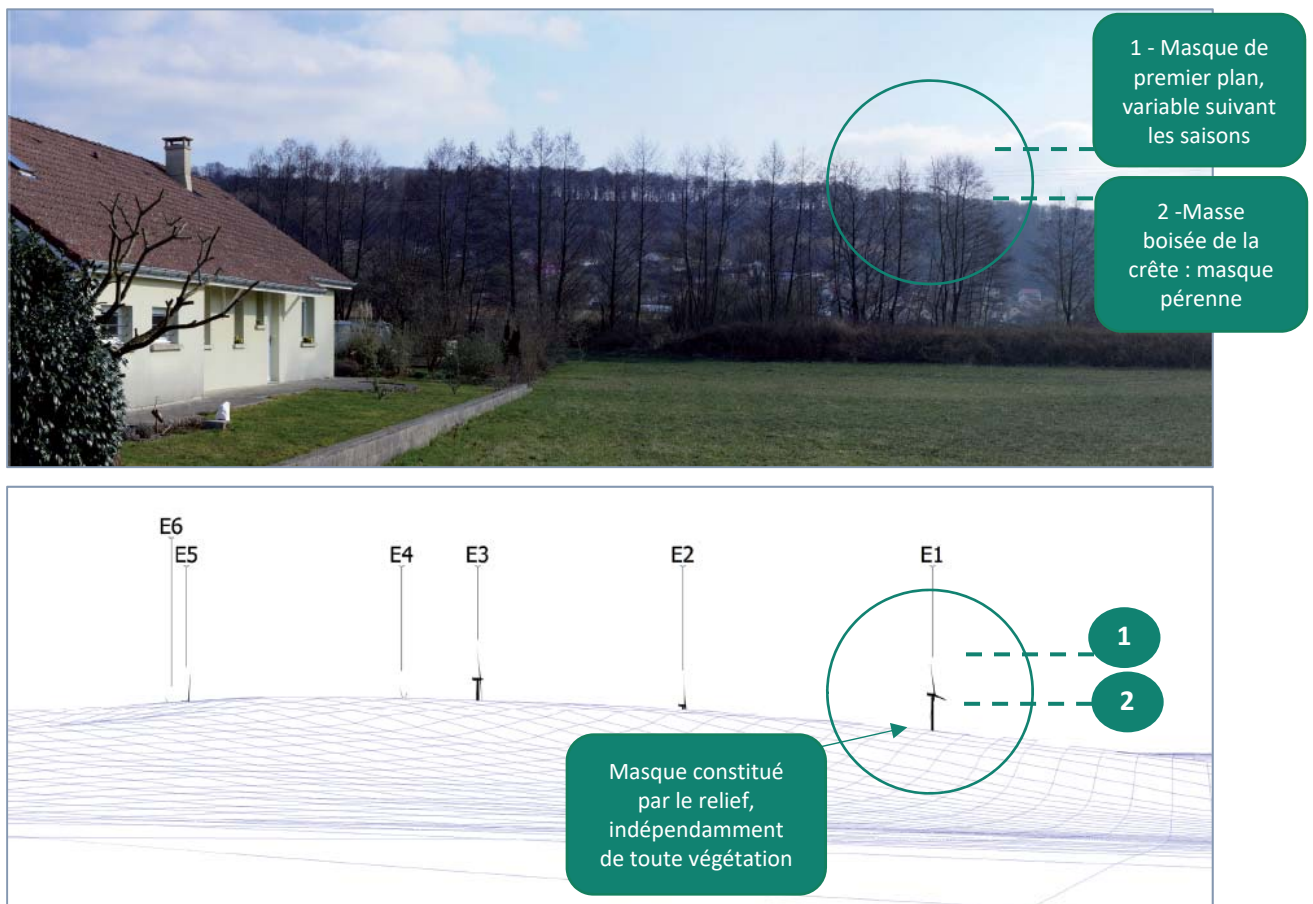 1 - Masque de
premier plan,
variable suivant
les saisons
2 -Masse
boisée de la
crête : masque
pérenne
E6
E5
E4
E3
E2
E1
1
2
Masque constitué
par le relief,
indépendamment
de toute végétation